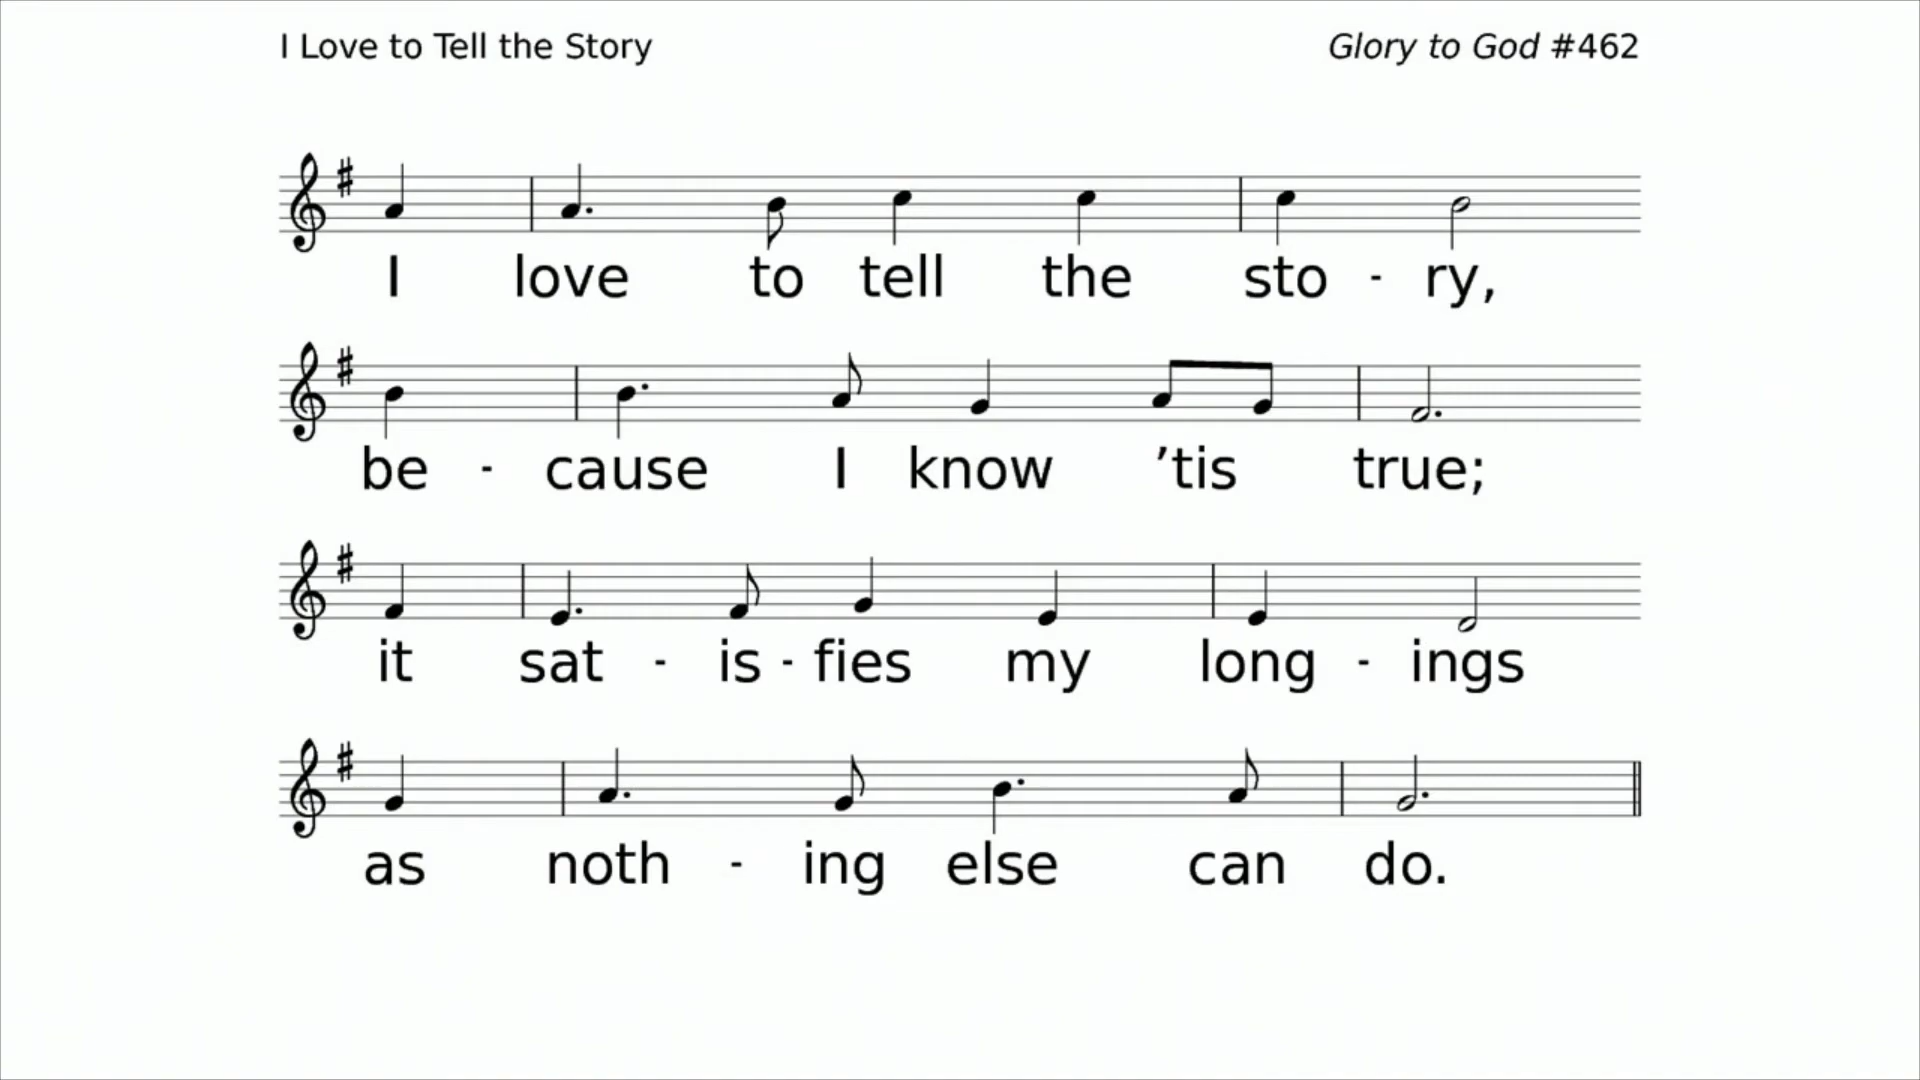 I Love to Tell the Story
Glory to God #462
I love to tell the sto - ry,
be - cause I know ’tis true;
it sat - is - fies my long - ings
as noth - ing else can do.